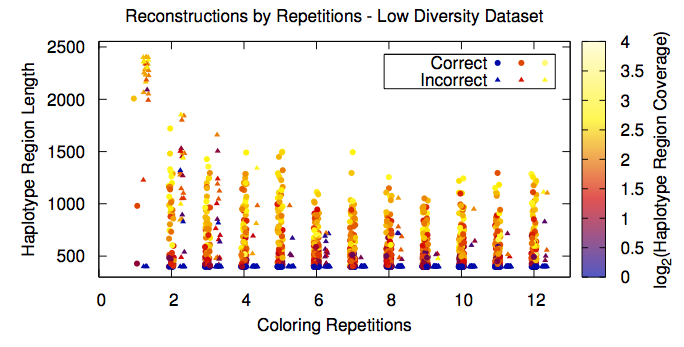 Reconstructions by Repetitions - Low Diversity Dataset
Haplotype Region Length
2500
2000
1500
1000
500
Correct
Incorrect
0 2 4 6 8 10 12
Coloring Repetitions
4
3.5
3
2.5
2
1.5
1
0.5
0
log2(Haplotype Region Coverage)